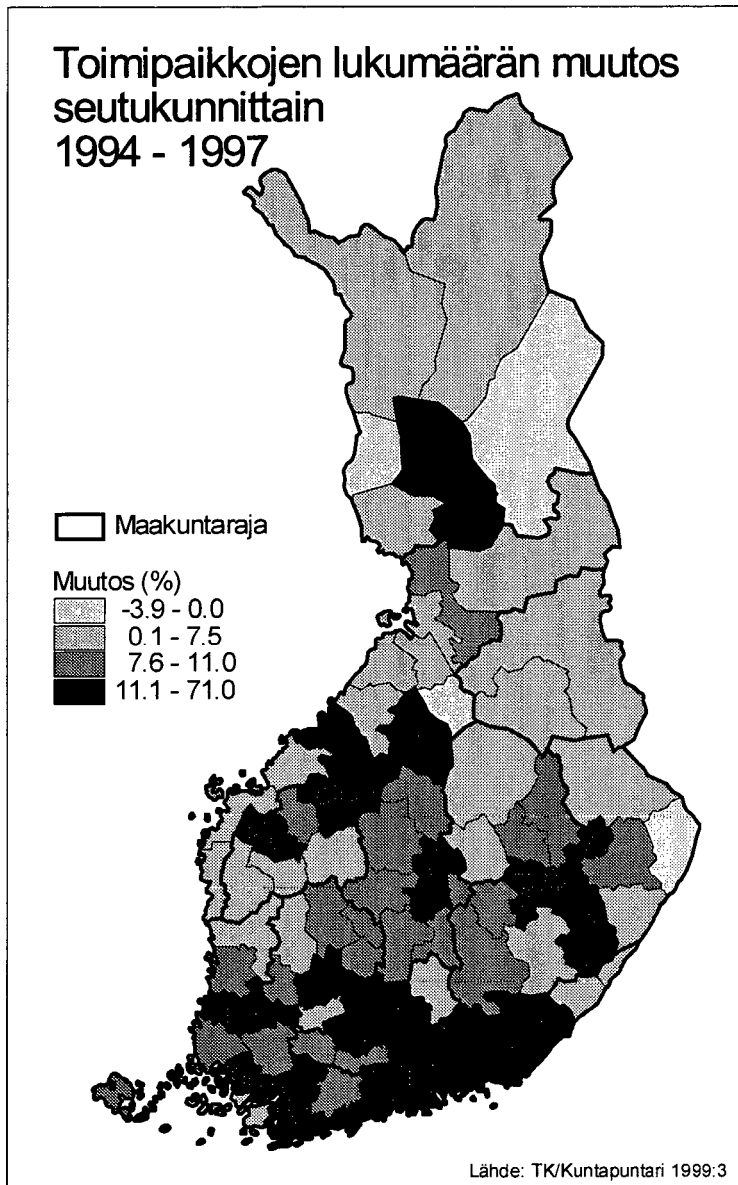 Toimipaikkojen lukumäärän muutos
seutukunnittain
1994 - 1997
Maakuntaraja
Muutos (%)
-3.9 - 0.0
0.1 - 7.5
7.6 - 11.0
11.1 - 71.0
Lähde: TK/Kuntapuntari 1999:3